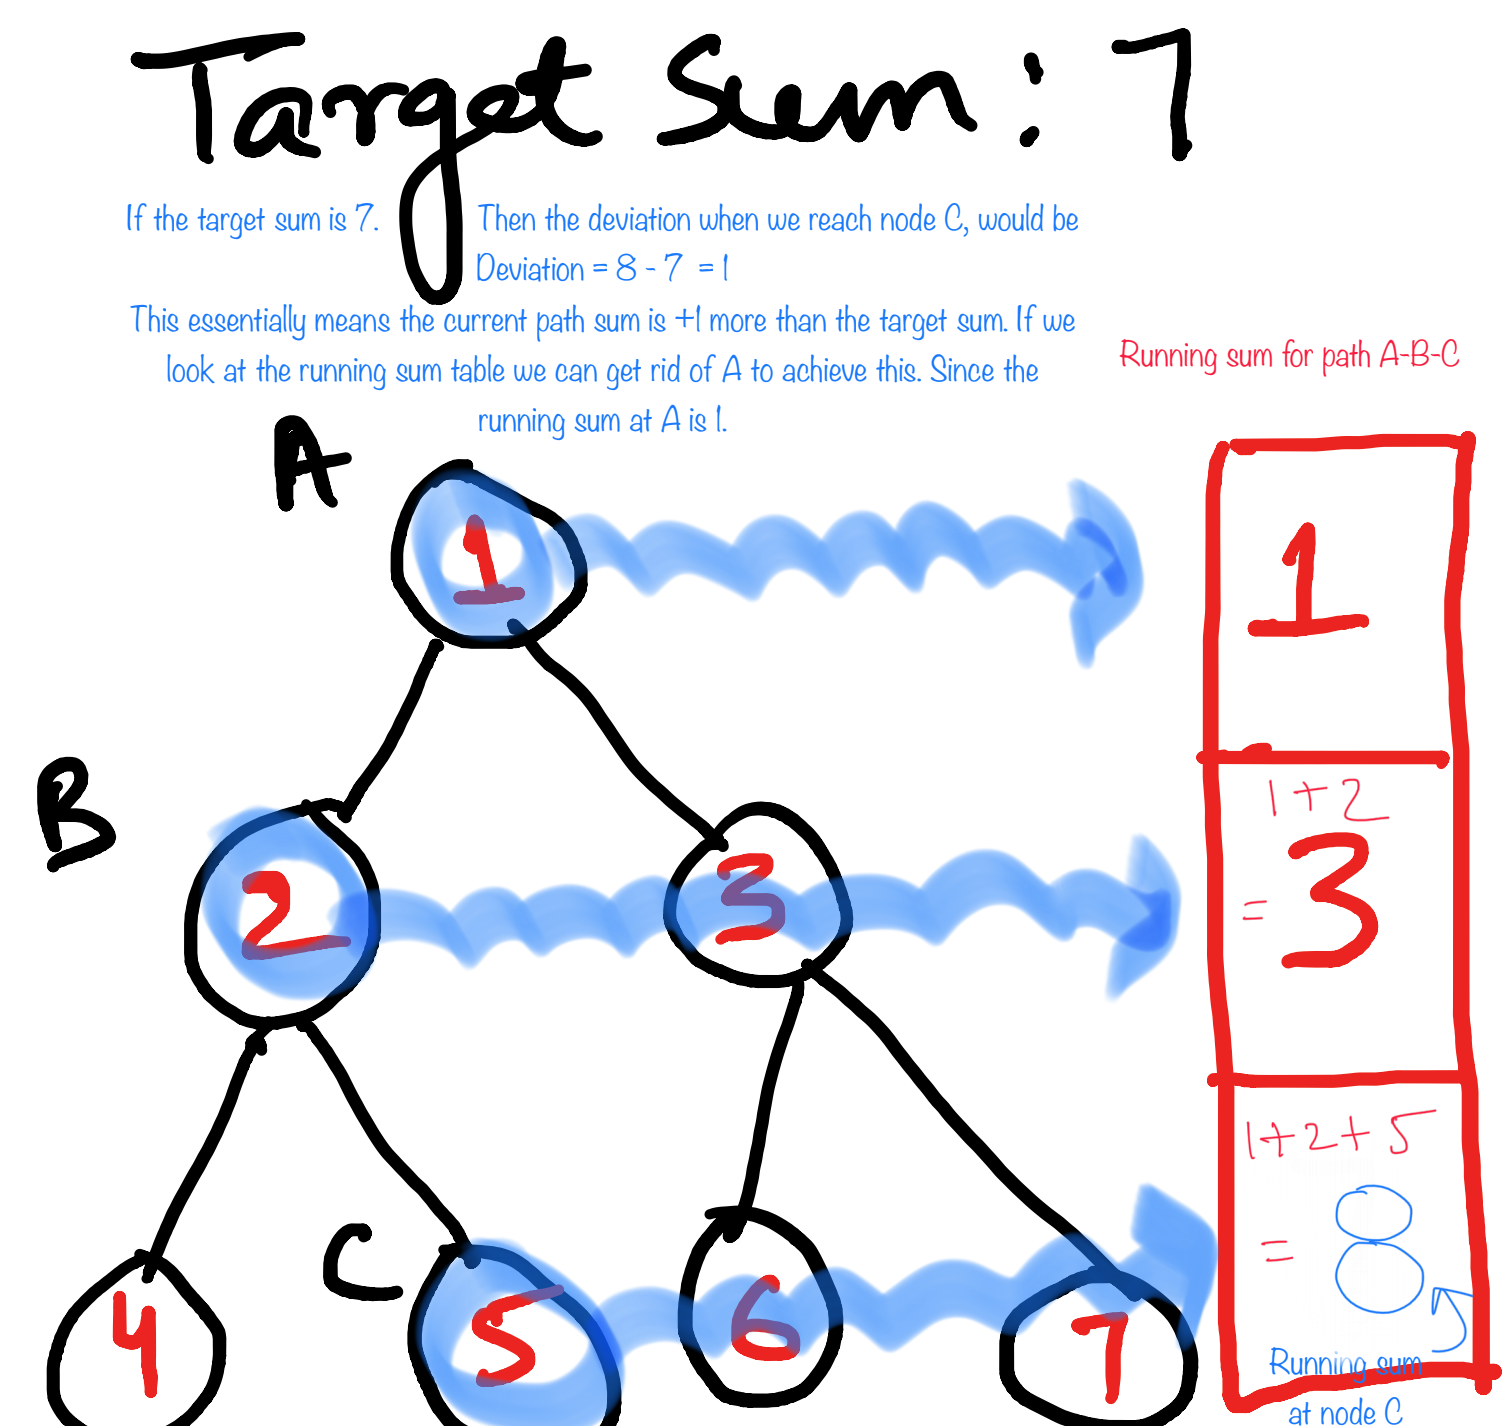 Target Sum: 7
If the target sum is 7. Then the deviation when we reach node C, would be
Deviation = 8 - 7 = 1
This essentially means the current path sum is +1 more than the target sum. If we
look at the running sum table we can get rid of A to achieve this. Since the
running sum at A is 1.
Running sum for path A-B-C
A
1
1
B
2
3
1+2
= 3
C
4
5
6
7
1+2+5
= 8
Running sum
at node C